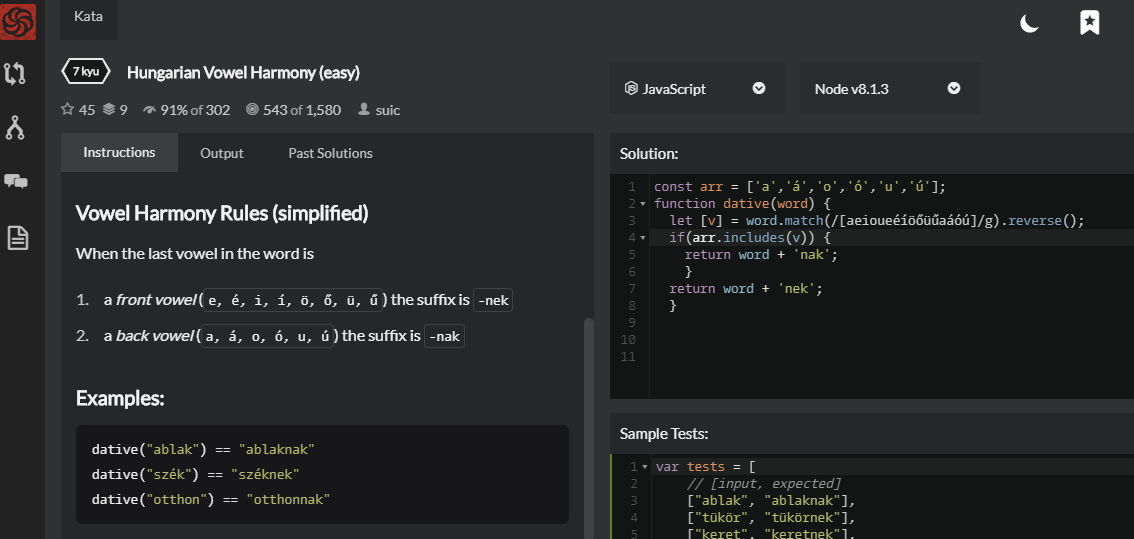 Kata
7 kyu
Hungarian Vowel Harmony (easy)
45 9 91% of 302 543 of 1,580 suic
Instructions Output Past Solutions
Vowel Harmony Rules (simplified)
When the last vowel in the word is
1. a front vowel (e, é, i, í, ö, ő, ü, ű) the suffix is -nek
2. a back vowel (a, á, o, ó, u, ú) the suffix is -nak
Examples:
dative("ablak") == "ablaknak"
dative("szék") == "széknek"
dative("otthon") == "otthonnak"
JavaScript Node v8.1.3
Solution:
1 const arr = ['a','á','o','ó','u','ú'];
2 function dative(word) {
3 let [v] = word.match(/[aeioueéíöőüűaáóú]/g).reverse();
4 if(arr.includes(v)) {
5 return word + 'nak';
6 }
7 return word + 'nek';
8 }
9
10
11
Sample Tests:
1 var tests = [
2 // [input, expected]
3 ["ablak", "ablaknak"],
4 ["tükör", "tükörnek"],
5 ["keret", "keretnek"],